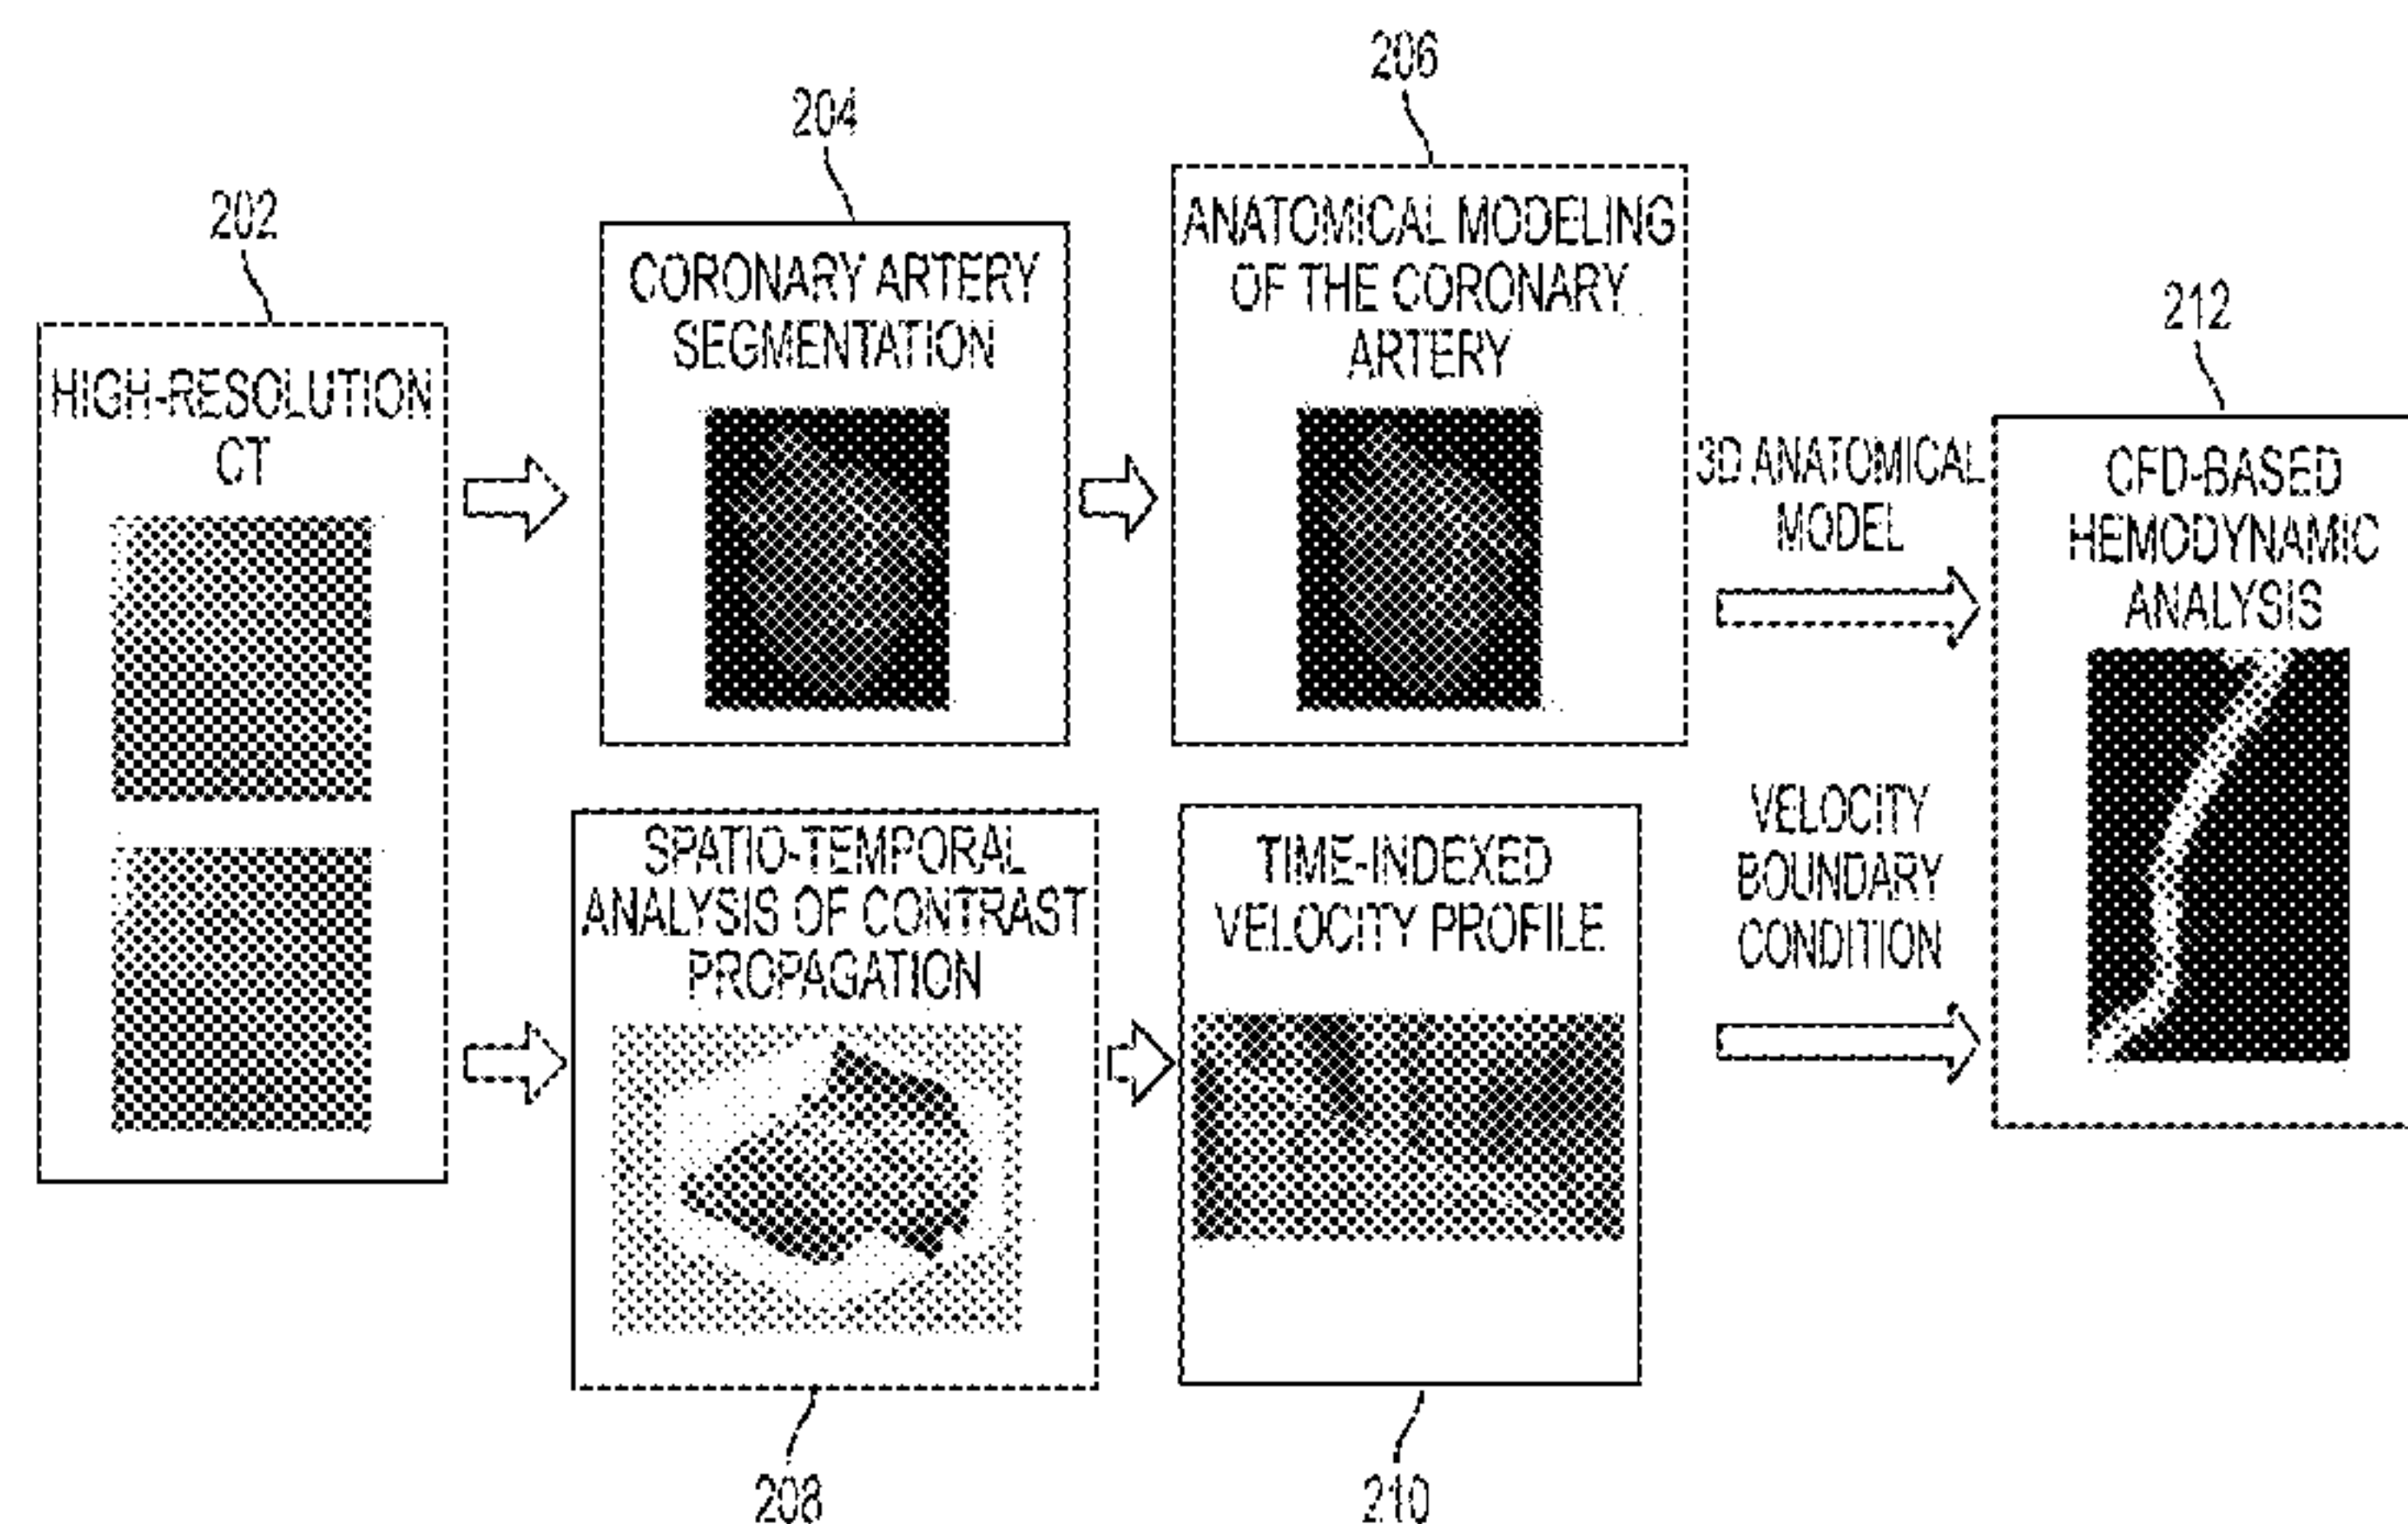 202
HIGH-RESOLUTION
CT
204
CORONARY ARTERY
SEGMENTATION
206
ANATOMICAL MODELING
OF THE CORONARY
ARTERY
3D ANATOMICAL
MODEL
208
SPATIO-TEMPORAL
ANALYSIS OF CONTRAST
PROPAGATION
210
TIME-INDEXED
VELOCITY PROFILE
VELOCITY
BOUNDARY
CONDITION
212
CFD-BASED
HEMODYNAMIC
ANALYSIS